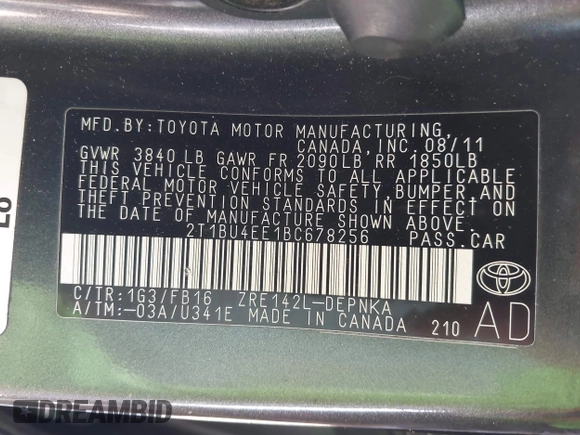 MFD. BY: TOYOTA MOTOR MANUFACTURING,
CANADA, INC. 08/11
GVWR 3840 LB GAWR FR 2090LB, RR 1850LB
THIS VEHICLE CONFORMS TO ALL APPLICABLE
FEDERAL MOTOR VEHICLE SAFETY, BUMPER, AND
THEFT PREVENTION STANDARDS IN EFFECT ON
THE DATE OF MANUFACTURE SHOWN ABOVE.
2T1BU4EE1BC678256 PASS. CAR
C/TR: 1G3/FB16 ZRE142L-DEPNKA
A/TM: -03A/U341E MADE IN CANADA 210 AD
DREAMBID